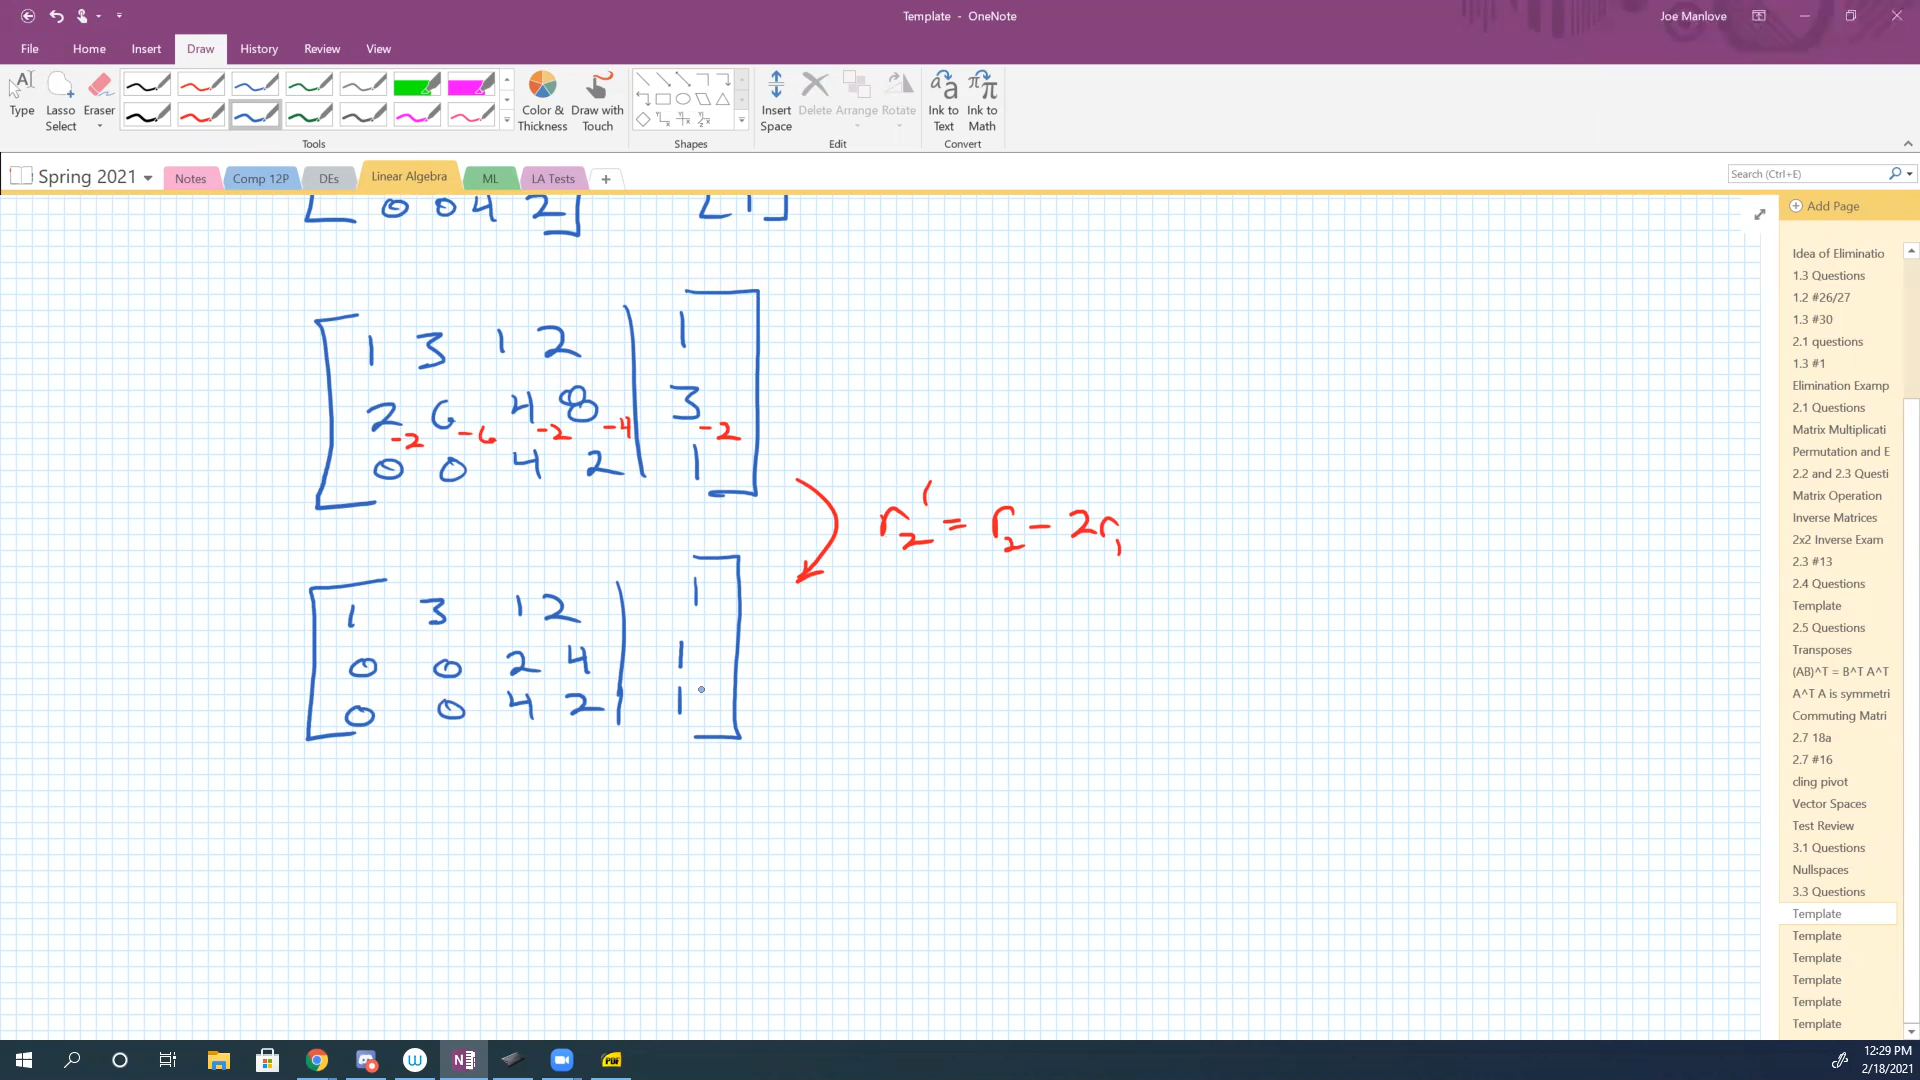 Template - OneNote
Joe Manlove
File Home Insert Draw History Review View
Type
Lasso Select
Eraser
Color & Thickness
Draw with Touch
Insert Space
Delete
Arrange
Rotate
Ink to Text
Ink to Math
Tools
Shapes
Edit
Convert
Spring 2021
Notes
Comp 12P
DEs
Linear Algebra
ML
LA Tests
Search (Ctrl+E)
0 0 4 2 1
1 3 1 2 | 1
2 6 4 8 | 3
-2 -6 -2 -4 -2
0 0 4 2 | 1
r₂' = r₂ - 2r₁
1 3 1 2 | 1
0 0 2 4 | 1
0 0 4 2 | 1
Add Page
Idea of Eliminatio
1.3 Questions
1.2 #26/27
1.3 #30
2.1 questions
1.3 #1
Elimination Examp
2.1 Questions
Matrix Multiplicati
Permutation and E
2.2 and 2.3 Questi
Matrix Operation
Inverse Matrices
2x2 Inverse Exam
2.3 #13
2.4 Questions
Template
2.5 Questions
Transposes
(AB)^T = B^T A^T
A^T A is symmetri
Commuting Matri
2.7 18a
2.7 #16
cling pivot
Vector Spaces
Test Review
3.1 Questions
Nullspaces
3.3 Questions
Template
Template
Template
Template
Template
Template
12:29 PM
2/18/2021